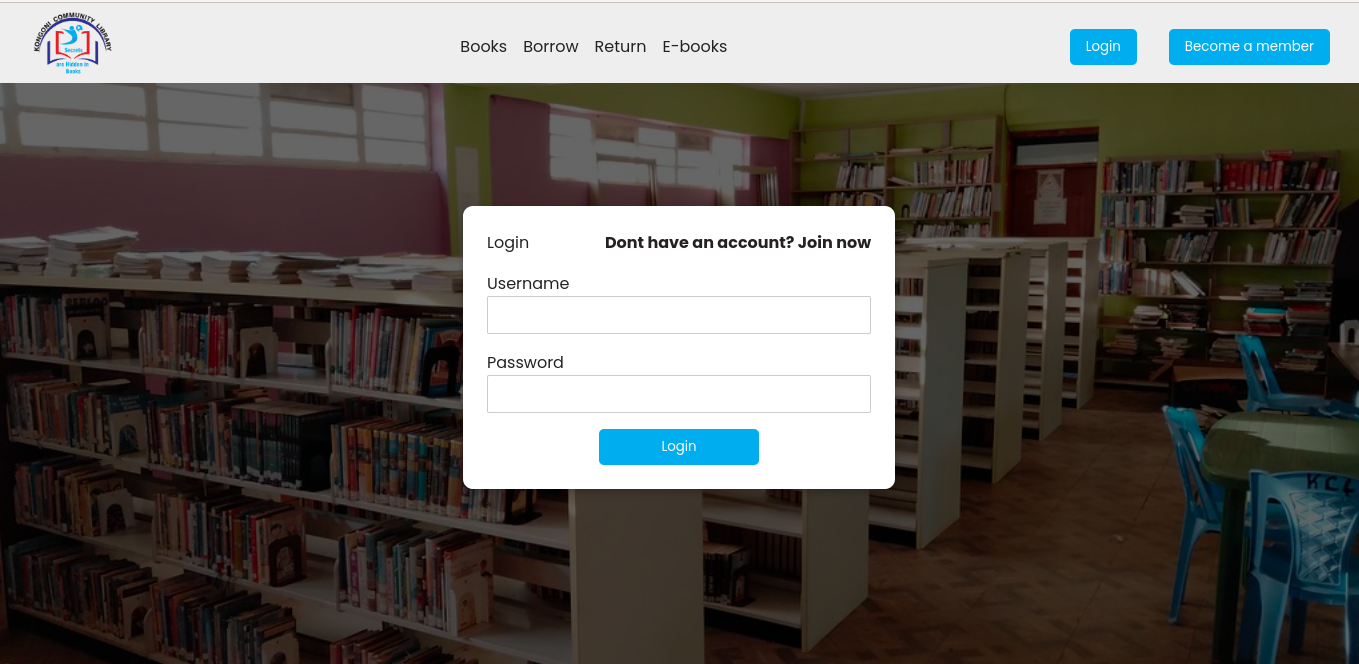 KONGONI COMMUNITY LIBRARY
Secrets
are Hidden in
Books
Books Borrow Return E-books
Login Become a member
Login Dont have an account? Join now
Username
Password
Login